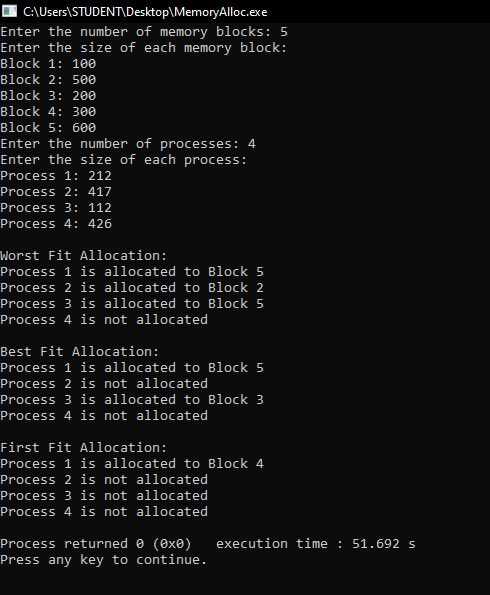 C:\Users\STUDENT\Desktop\MemoryAlloc.exe
Enter the number of memory blocks: 5
Enter the size of each memory block:
Block 1: 100
Block 2: 500
Block 3: 200
Block 4: 300
Block 5: 600
Enter the number of processes: 4
Enter the size of each process:
Process 1: 212
Process 2: 417
Process 3: 112
Process 4: 426
Worst Fit Allocation:
Process 1 is allocated to Block 5
Process 2 is allocated to Block 2
Process 3 is allocated to Block 5
Process 4 is not allocated
Best Fit Allocation:
Process 1 is allocated to Block 5
Process 2 is not allocated
Process 3 is allocated to Block 3
Process 4 is not allocated
First Fit Allocation:
Process 1 is allocated to Block 4
Process 2 is not allocated
Process 3 is not allocated
Process 4 is not allocated
Process returned 0 (0x0)   execution time : 51.692 s
Press any key to continue.